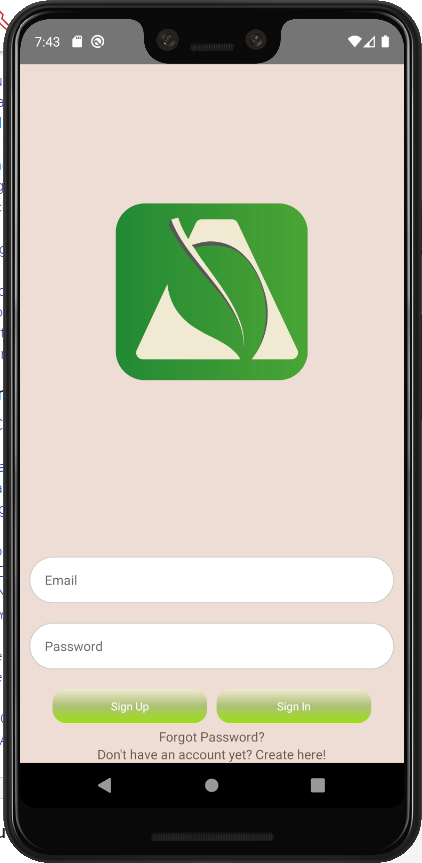 7:43
Email
Password
Sign Up
Sign In
Forgot Password?
Don't have an account yet? Create here!